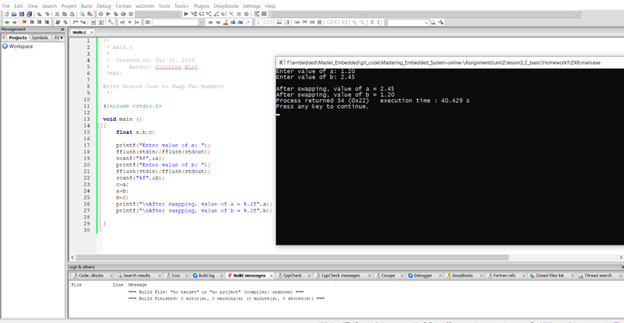 File Edit View Search Project Build Debug Fortran wxSmith Tools Tools+ Plugins DoxyBlocks Settings Help
Management
Projects Symbols
Workspace
main.c
1 /*
2 * main.c
3 *
4 * Created on: Jul 31, 2023
5 * Author:
6 *EX8:
7
8 Write Source Code to Swap Two Numbers
9 */
10
11 #include <stdio.h>
12
13 void main ()
14 {
15 float a,b,c;
16
17 printf("Enter value of a: ");
18 fflush(stdin);fflush(stdout);
19 scanf("%f",&a);
20 printf("Enter value of b: ");
21 fflush(stdin);fflush(stdout);
22 scanf("%f",&b);
23 c=a;
24 a=b;
25 b=c;
26 printf("\nAfter swapping, value of a = %.2f",a);
27 printf("\nAfter swapping, value of b = %.2f",b);
28
29 }
30
F:\embedded\Master_Embedded\git_code\Mastering_Embedded_System-online-\Assignments\unit2\lesson3_C_basic\Homework1\EX8\main.exe
Enter value of a: 1.20
Enter value of b: 2.45
After swapping, value of a = 2.45
After swapping, value of b = 1.20
Process returned 34 (0x22) execution time : 40.429 s
Press any key to continue.
Logs & others
Code::Blocks Search results Cccc Build log Build messages CppCheck CppCheck messages Cscope Debugger DoxyBlocks Fortran info Closed files list Thread search
File Line Message
=== Build file: "no target" in "no project" (compiler: unknown) ===
=== Build finished: 0 error(s), 0 warning(s) (0 minute(s), 0 second(s)) ===